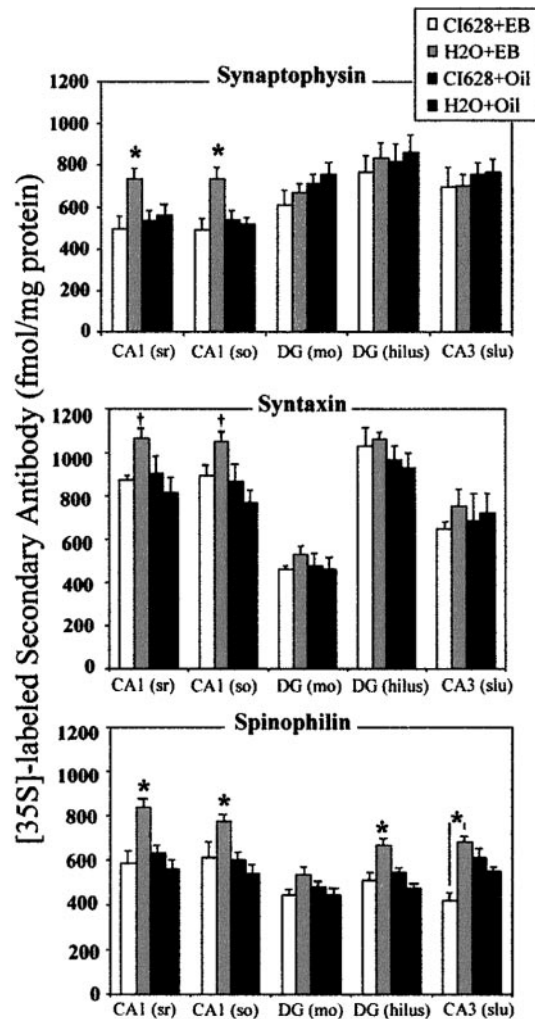 CI628+EB
H2O+EB
CI628+Oil
H2O+Oil
[35S]-labeled Secondary Antibody (fmol/mg protein)
Synaptophysin
1200
1000
800
600
400
200
0
* *
CA1 (sr) CA1 (so) DG (mo) DG (hilus) CA3 (slu)
Syntaxin
1200
1000
800
600
400
200
0
† †
CA1 (sr) CA1 (so) DG (mo) DG (hilus) CA3 (slu)
Spinophilin
1200
1000
800
600
400
200
0
* * * *
CA1 (sr) CA1 (so) DG (mo) DG (hilus) CA3 (slu)